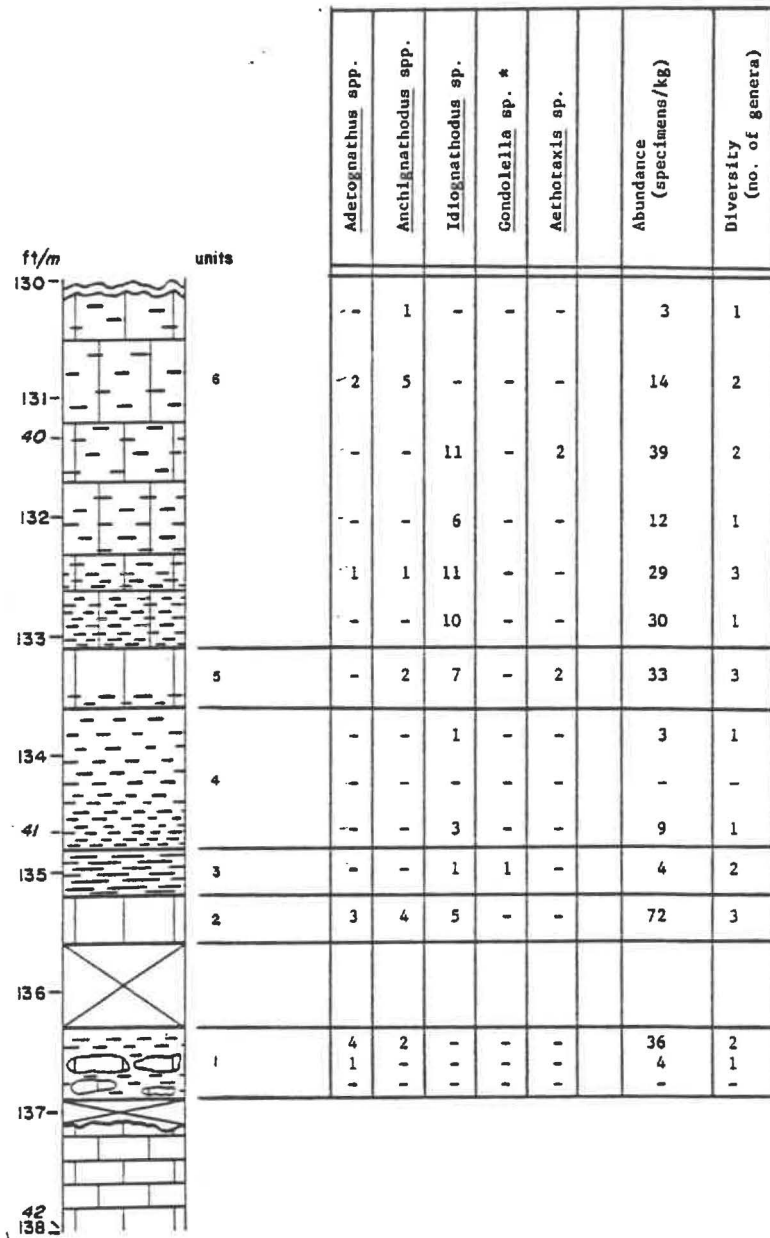 Adetognathus spp.
Anchignathodus spp.
Idiognathodus sp.
Gondolella sp. *
Aethotaxis sp.
Abundance
(specimens/kg)
Diversity
(no. of genera)
ft/m units
130
- 1 - - - 3 1
6
2 5 - - - 14 2
131
40
- - 11 - 2 39 2
132
- - 6 - - 12 1
1 1 11 - - 29 3
- - 10 - - 30 1
133
5 - 2 7 - 2 33 3
- - 1 - - 3 1
134
4 - - - - - - -
41 - - 3 - - 9 1
135 3 - - 1 1 - 4 2
2 3 4 5 - - 72 3
136
4 2 - - - 36 2
1 1 - - - - 4 1
- - - - - - -
137
42
138